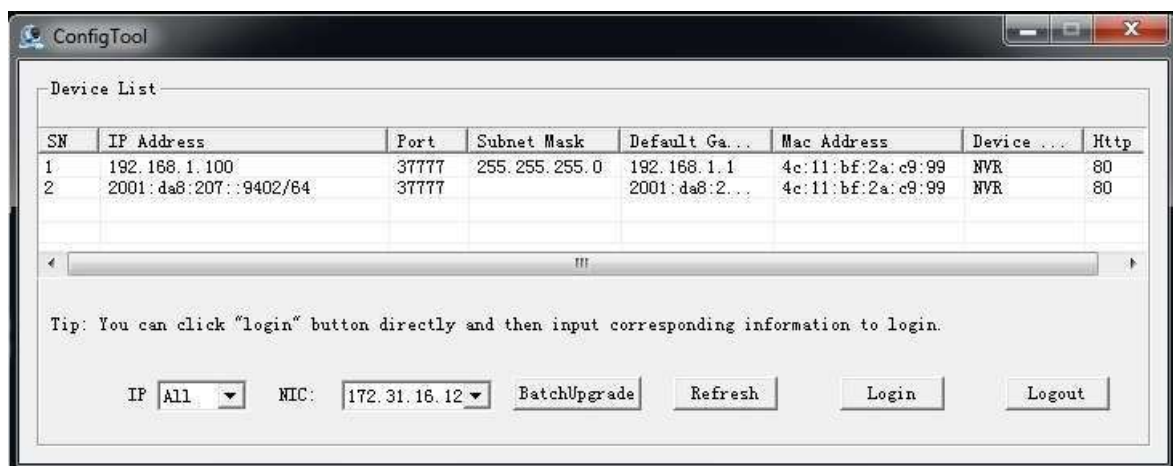 ConfigTool
Device List
SN IP Address Port Subnet Mask Default Ga... Mac Address Device ... Http
1 192.168.1.100 37777 255.255.255.0 192.168.1.1 4c:11:bf:2a:c9:99 NVR 80
2 2001:da8:207::9402/64 37777 2001:da8:2... 4c:11:bf:2a:c9:99 NVR 80
Tip: You can click "login" button directly and then input corresponding information to login.
IP All NIC: 172.31.16.12 BatchUpgrade Refresh Login Logout